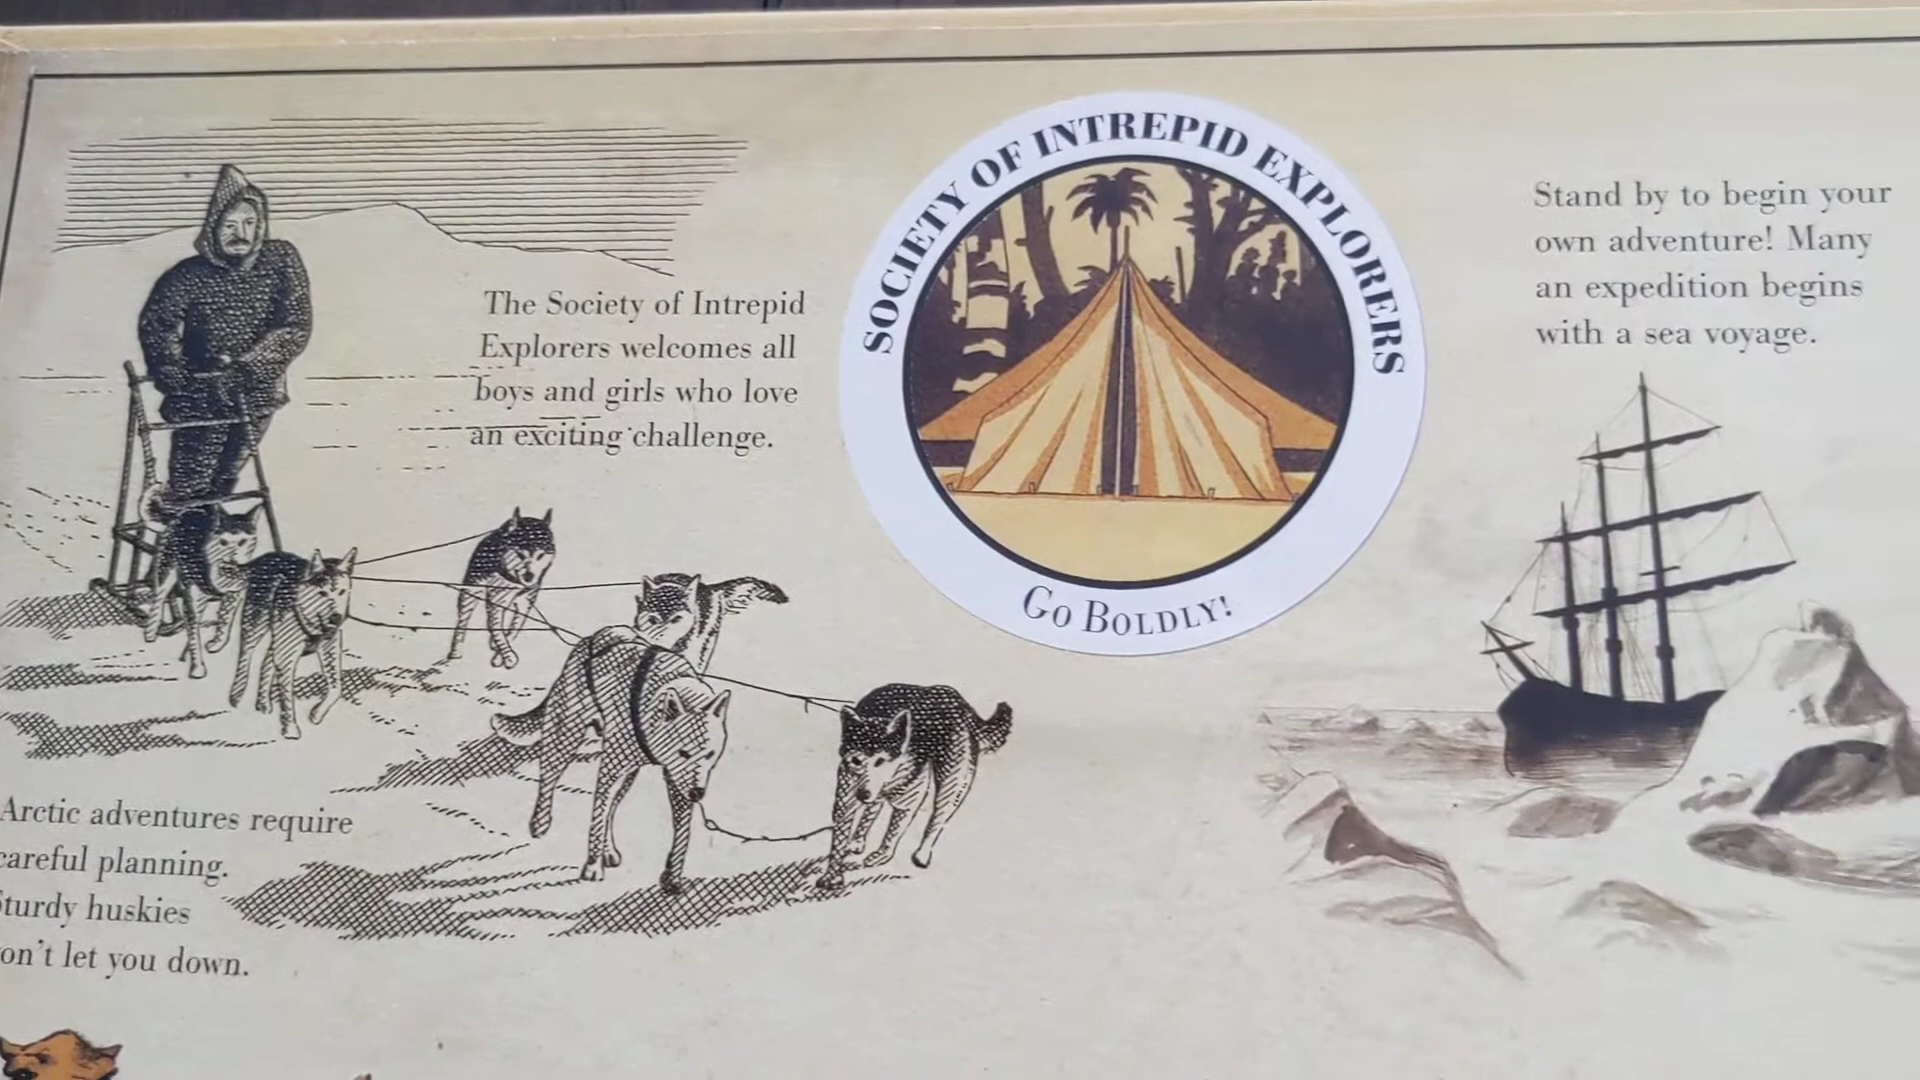 SOCIETY OF INTREPID EXPLORERS
GO BOLDLY!
The Society of Intrepid
Explorers welcomes all
boys and girls who love
an exciting challenge.
Stand by to begin your
own adventure! Many
an expedition begins
with a sea voyage.
Arctic adventures require
careful planning.
Sturdy huskies
on't let you down.